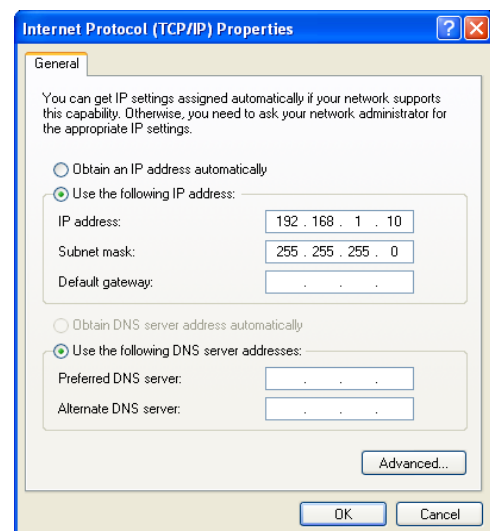 Internet Protocol (TCP/IP) Properties
General
You can get IP settings assigned automatically if your network supports
this capability. Otherwise, you need to ask your network administrator for
the appropriate IP settings.
Obtain an IP address automatically
Use the following IP address:
IP address: 192 . 168 . 1 . 10
Subnet mask: 255 . 255 . 255 . 0
Default gateway: . . .
Obtain DNS server address automatically
Use the following DNS server addresses:
Preferred DNS server: . . .
Alternate DNS server: . . .
Advanced...
OK Cancel